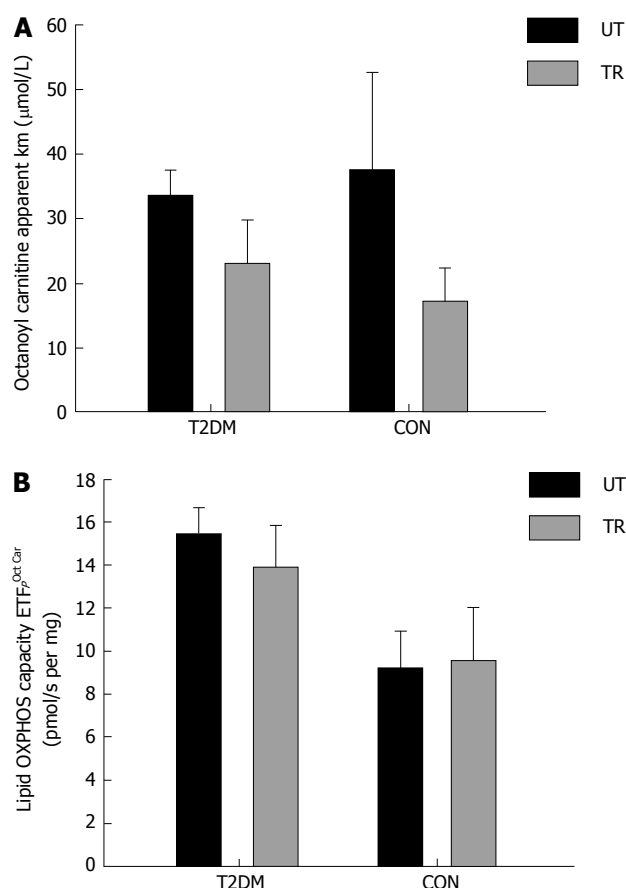 A
Octanoyl carnitine apparent km (μmol/L)
60
50
40
30
20
10
0
T2DM
CON
UT
TR
B
Lipid OXPHOS capacity ETFₚ^Oct Car
(pmol/s per mg)
18
16
14
12
10
8
6
4
2
0
T2DM
CON
UT
TR